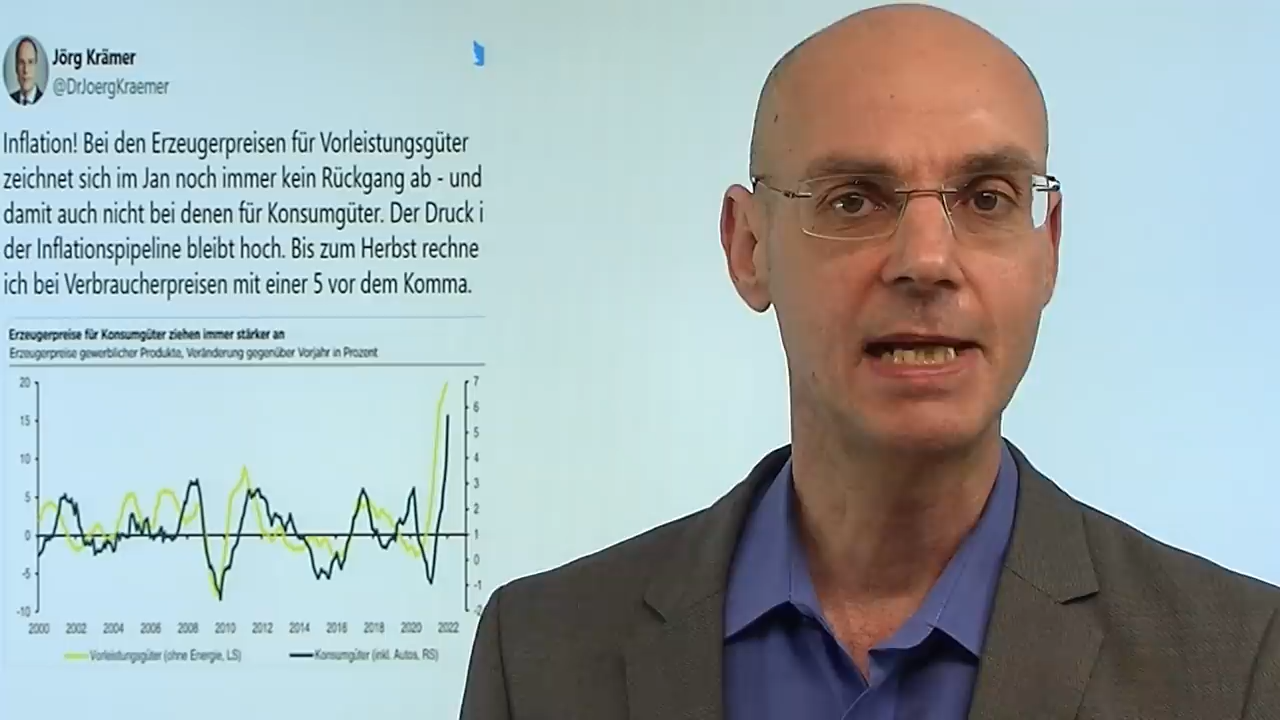 Jörg Krämer
@DrJoergKraemer
Inflation! Bei den Erzeugerpreisen für Vorleistungsgüter
zeichnet sich im Jan noch immer kein Rückgang ab - und
damit auch nicht bei denen für Konsumgüter. Der Druck i
der Inflationspipeline bleibt hoch. Bis zum Herbst rechne
ich bei Verbraucherpreisen mit einer 5 vor dem Komma.
Erzeugerpreise für Konsumgüter ziehen immer stärker an
Erzeugerpreise gewerblicher Produkte, Veränderung gegenüber Vorjahr in Prozent
20 7
6
15 5
10 4
3
5 2
0 1
0
-5 -1
-10 -2
2000 2002 2004 2006 2008 2010 2012 2014 2016 2018 2020 2022
Vorleistungsgüter (ohne Energie, LS) Konsumgüter (inkl. Autos, RS)